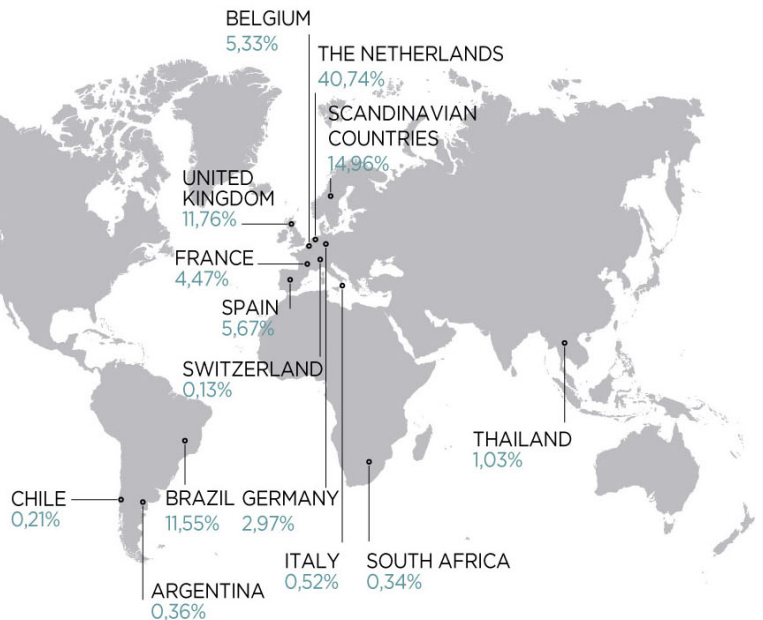 BELGIUM
5,33%
THE NETHERLANDS
40,74%
SCANDINAVIAN
COUNTRIES
14,96%
UNITED
KINGDOM
11,76%
FRANCE
4,47%
SPAIN
5,67%
SWITZERLAND
0,13%
THAILAND
1,03%
CHILE
0,21%
BRAZIL
11,55%
GERMANY
2,97%
ITALY
0,52%
SOUTH AFRICA
0,34%
ARGENTINA
0,36%